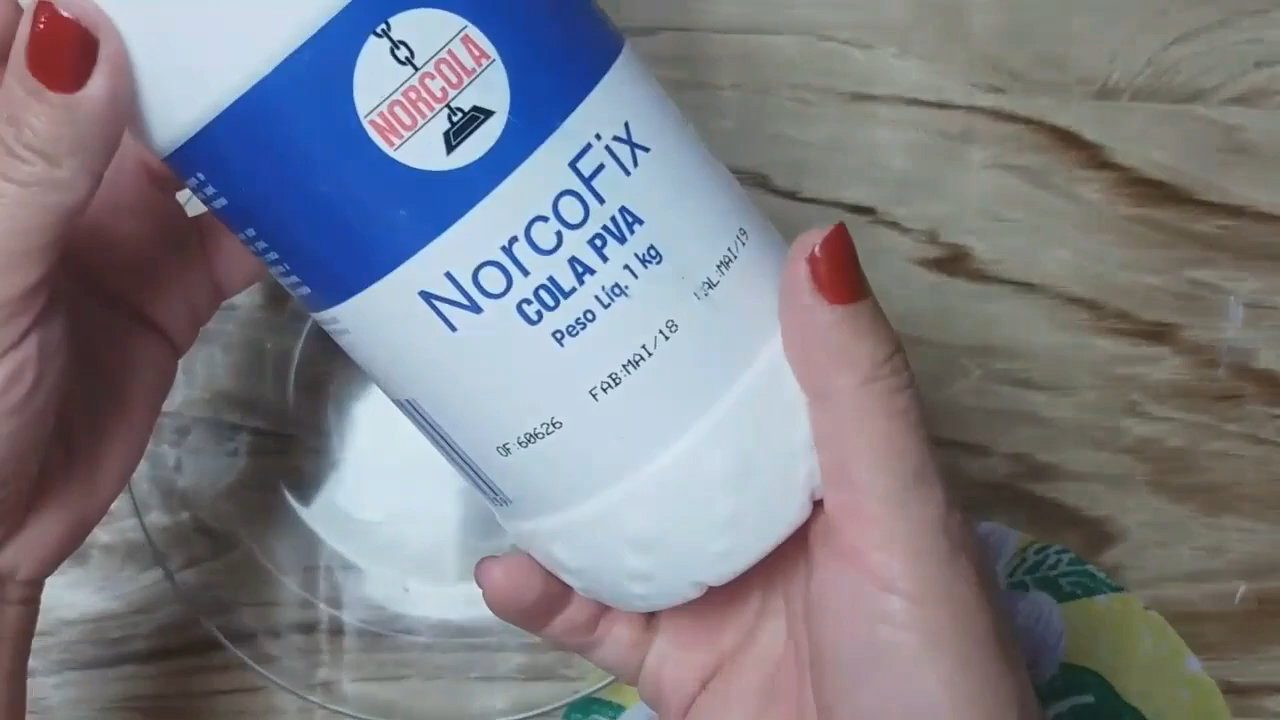 NORCOLA
NorcoFix
COLA PVA
Peso Líq. 1 kg
OF:60626 FAB:MAI/18 VAL:MAI/19